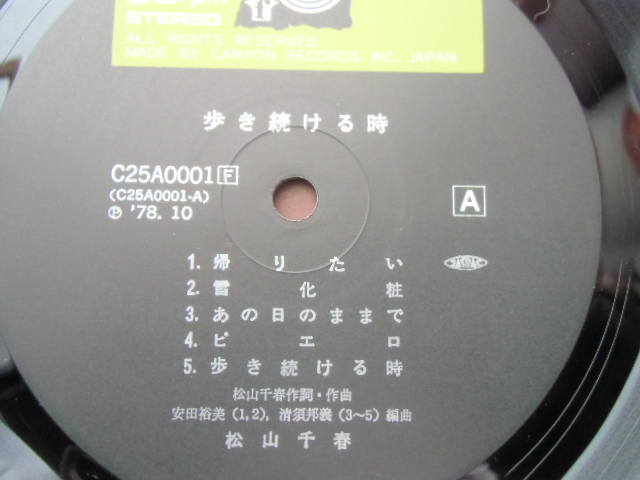 STEREO
ALL RIGHTS RESERVED
MADE BY CANYON RECORDS INC, JAPAN
歩き続ける時
C25A0001 F
(C25A0001-A)
Ⓟ '78. 10
A
1. 帰りたい
2. 雪化粧
3. あの日のままで
4. ピエロ
5. 歩き続ける時
JASRAC
松山千春作詞・作曲
安田裕美(1,2), 清須邦義(3〜5)編曲
松山千春